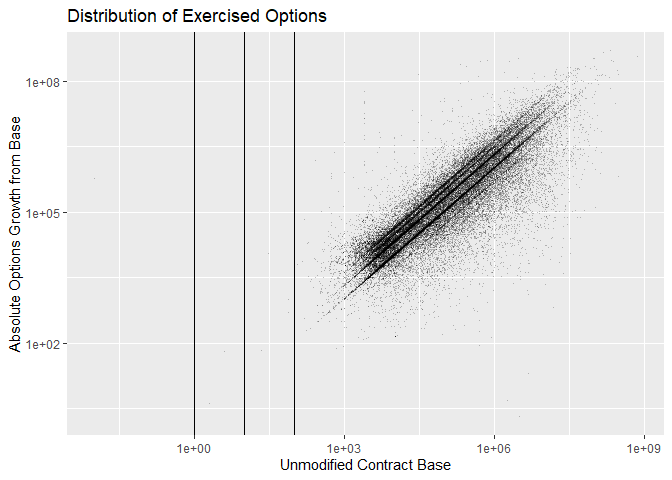 Distribution of Exercised Options
Absolute Options Growth from Base
1e+08
1e+05
1e+02
1e+00
1e+03
1e+06
1e+09
Unmodified Contract Base